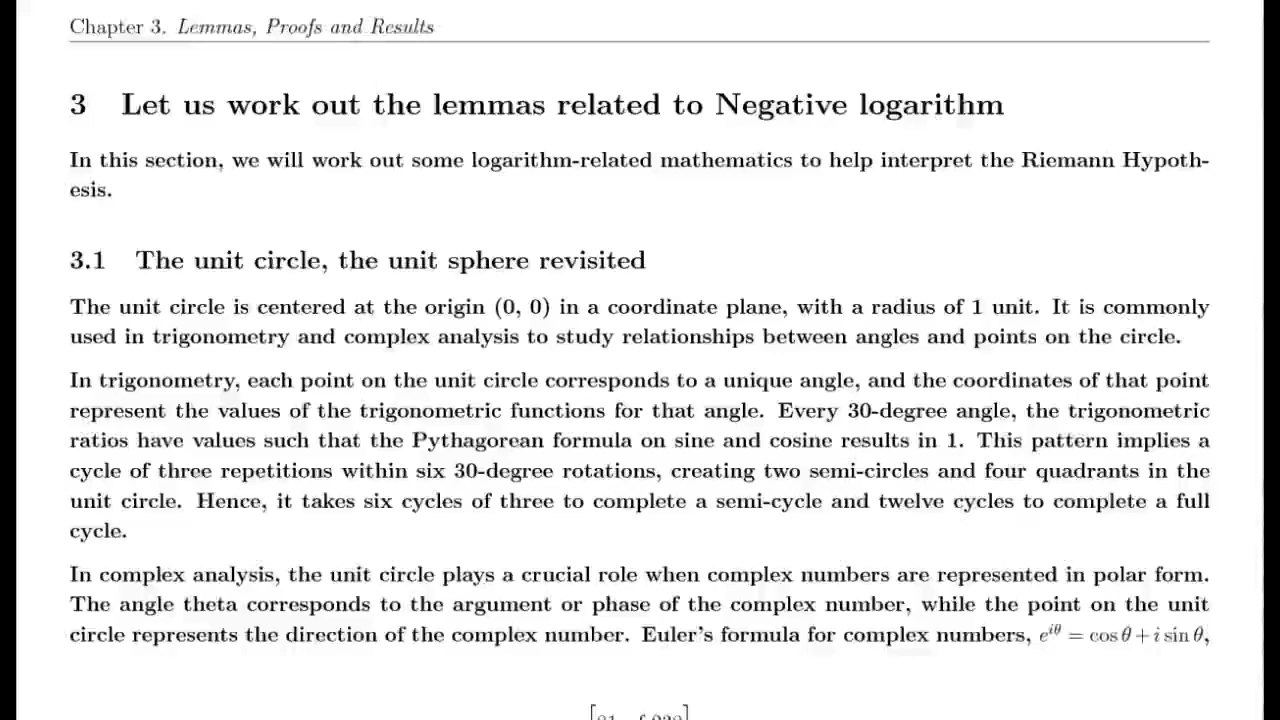 Chapter 3. Lemmas, Proofs and Results
3 Let us work out the lemmas related to Negative logarithm
In this section, we will work out some logarithm-related mathematics to help interpret the Riemann Hypoth-
esis.
3.1 The unit circle, the unit sphere revisited
The unit circle is centered at the origin (0, 0) in a coordinate plane, with a radius of 1 unit. It is commonly
used in trigonometry and complex analysis to study relationships between angles and points on the circle.
In trigonometry, each point on the unit circle corresponds to a unique angle, and the coordinates of that point
represent the values of the trigonometric functions for that angle. Every 30-degree angle, the trigonometric
ratios have values such that the Pythagorean formula on sine and cosine results in 1. This pattern implies a
cycle of three repetitions within six 30-degree rotations, creating two semi-circles and four quadrants in the
unit circle. Hence, it takes six cycles of three to complete a semi-cycle and twelve cycles to complete a full
cycle.
In complex analysis, the unit circle plays a crucial role when complex numbers are represented in polar form.
The angle theta corresponds to the argument or phase of the complex number, while the point on the unit
circle represents the direction of the complex number. Euler's formula for complex numbers, e^{iθ} = cos θ + i sin θ,